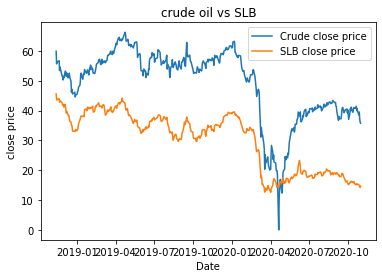 crude oil vs SLB
Crude close price
SLB close price
close price
60
50
40
30
20
10
0
2019-01 2019-04 2019-07 2019-10 2020-01 2020-04 2020-07 2020-10
Date